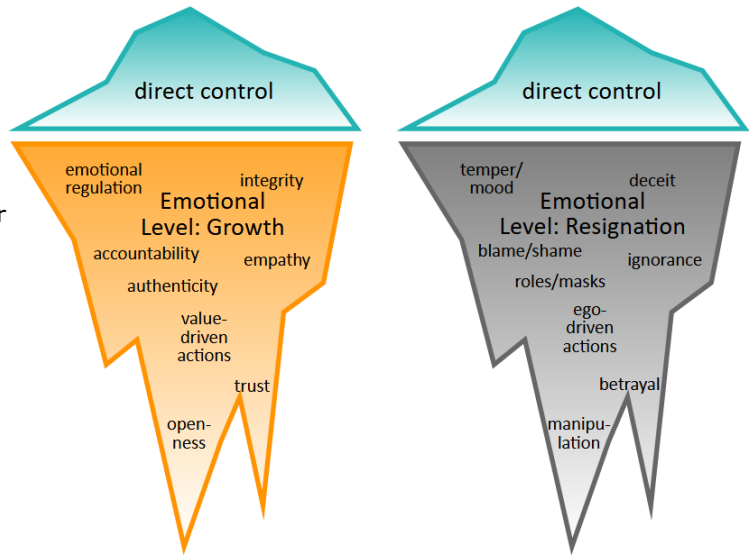 direct control
emotional
regulation
integrity
Emotional
Level: Growth
accountability
empathy
authenticity
value-
driven
actions
trust
open-
ness
r
direct control
temper/
mood
deceit
Emotional
Level: Resignation
blame/shame
ignorance
roles/masks
ego-
driven
actions
betrayal
manipu-
lation